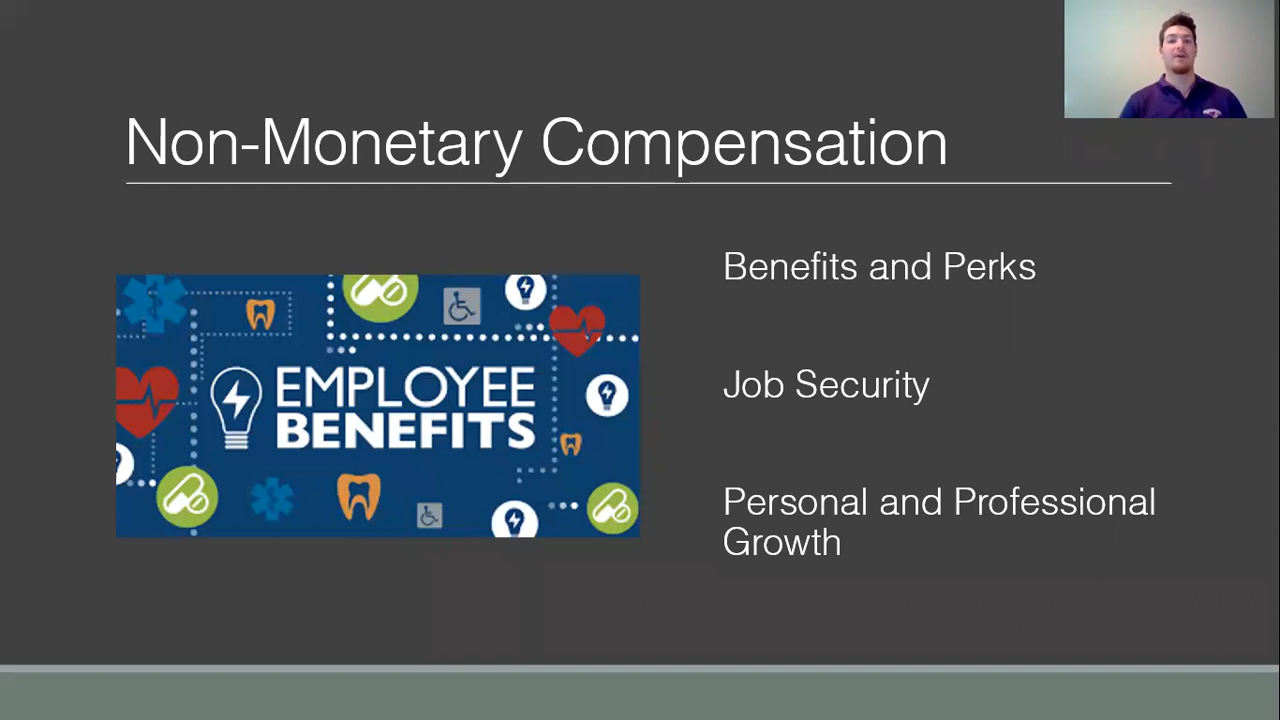 Non-Monetary Compensation
Benefits and Perks
EMPLOYEE
BENEFITS
Job Security
Personal and Professional
Growth